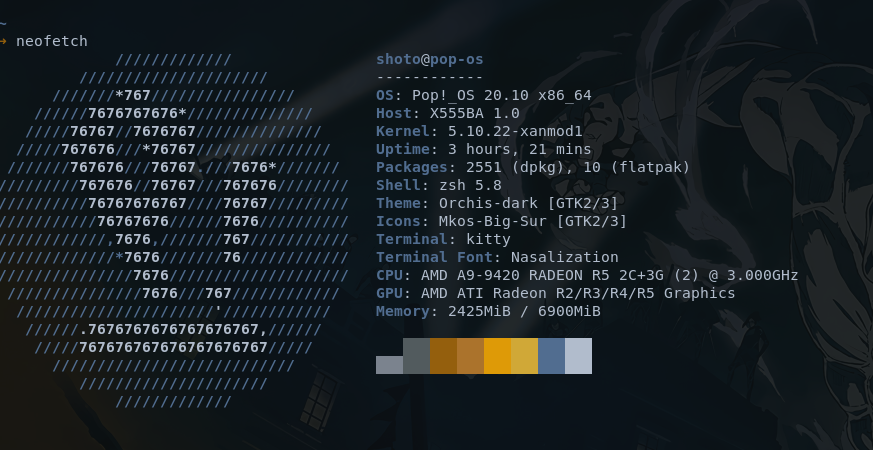 ~
→ neofetch
/////////////
/////////////////////
///////*767////////////////
//////7676767676*//////////////
/////76767//7676767//////////////
/////767676///*76767///////////////
///////767676///76767.///7676*///////
/////////767676//76767///767676////////
//////////76767676767////76767/////////
///////////76767676////7676//////////
////////////,7676,///////767///////////
/////////////*7676///////76////////////
///////////////7676////////////////////
///////////////7676///767////////////
//////////////////////'////////////
//////.7676767676767676767,//////
/////767676767676767676767/////
///////////////////////////
/////////////////////
/////////////
shoto@pop-os
------------
OS: Pop!_OS 20.10 x86_64
Host: X555BA 1.0
Kernel: 5.10.22-xanmod1
Uptime: 3 hours, 21 mins
Packages: 2551 (dpkg), 10 (flatpak)
Shell: zsh 5.8
Theme: Orchis-dark [GTK2/3]
Icons: Mkos-Big-Sur [GTK2/3]
Terminal: kitty
Terminal Font: Nasalization
CPU: AMD A9-9420 RADEON R5 2C+3G (2) @ 3.000GHz
GPU: AMD ATI Radeon R2/R3/R4/R5 Graphics
Memory: 2425MiB / 6900MiB